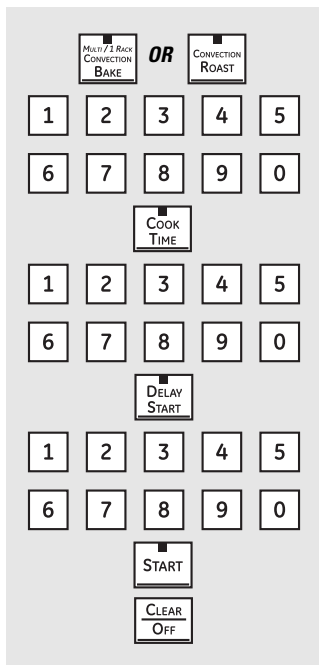 MULTI / 1 RACK
CONVECTION
BAKE
OR
CONVECTION
ROAST
1 2 3 4 5
6 7 8 9 0
COOK
TIME
1 2 3 4 5
6 7 8 9 0
DELAY
START
1 2 3 4 5
6 7 8 9 0
START
CLEAR
OFF